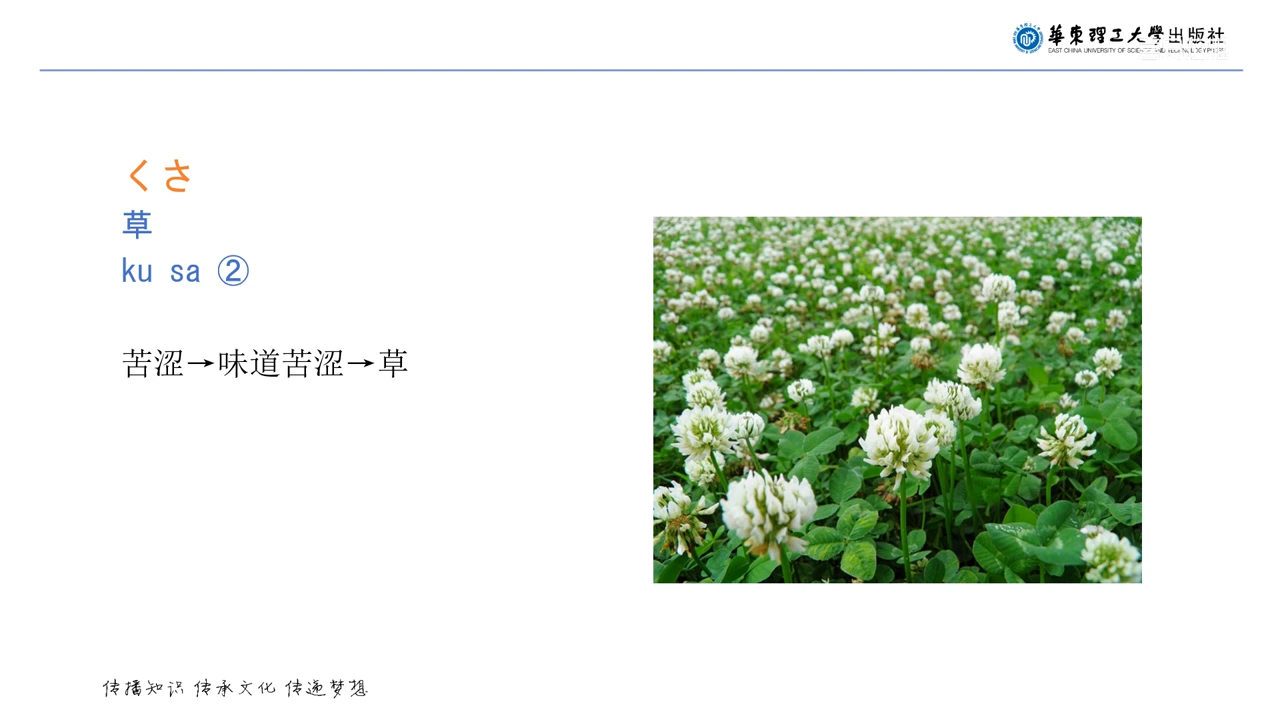 華東理工大學出版社
くさ
草
ku sa ②
苦涩→味道苦涩→草
传播知识 传承文化 传递梦想